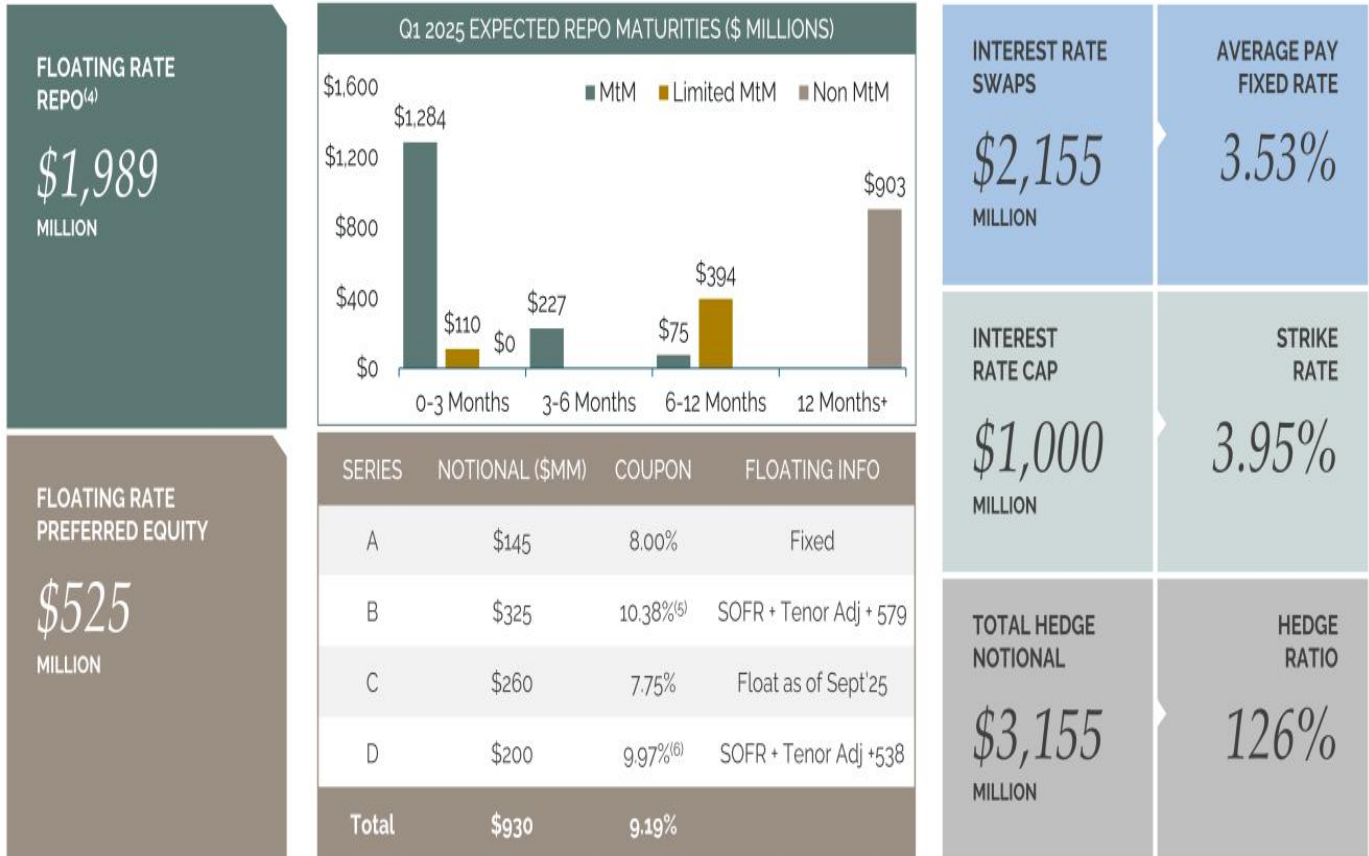 FLOATING RATE
REPO(4)
$1,989
MILLION
FLOATING RATE
PREFERRED EQUITY
$525
MILLION
Q1 2025 EXPECTED REPO MATURITIES ($ MILLIONS)
MtM Limited MtM Non MtM
$1,600
$1,200
$800
$400
$0
$1,284
$110
$0
$227
$75
$394
$903
0-3 Months 3-6 Months 6-12 Months 12 Months+
SERIES NOTIONAL ($MM) COUPON FLOATING INFO
A $145 8.00% Fixed
B $325 10.38%(5) SOFR + Tenor Adj + 579
C $260 7.75% Float as of Sept'25
D $200 9.97%(6) SOFR + Tenor Adj +538
Total $930 9.19%
INTEREST RATE
SWAPS
$2,155
MILLION
AVERAGE PAY
FIXED RATE
3.53%
INTEREST
RATE CAP
$1,000
MILLION
STRIKE
RATE
3.95%
TOTAL HEDGE
NOTIONAL
$3,155
MILLION
HEDGE
RATIO
126%